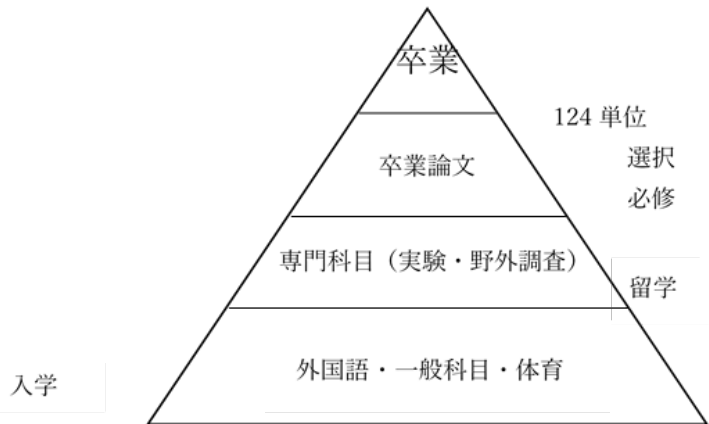 卒業
124 単位
選択
必修
卒業論文
専門科目（実験・野外調査）
留学
外国語・一般科目・体育
入学